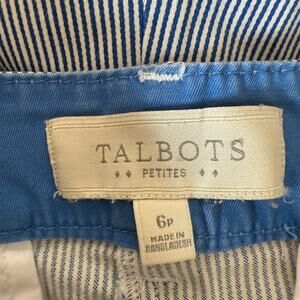 TALBOTS
PETITES
6P
MADE IN
BANGLADESH